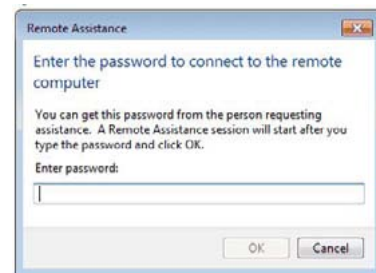 Remote Assistance
Enter the password to connect to the remote
computer
You can get this password from the person requesting
assistance. A Remote Assistance session will start after you
type the password and click OK.
Enter password:
OK
Cancel